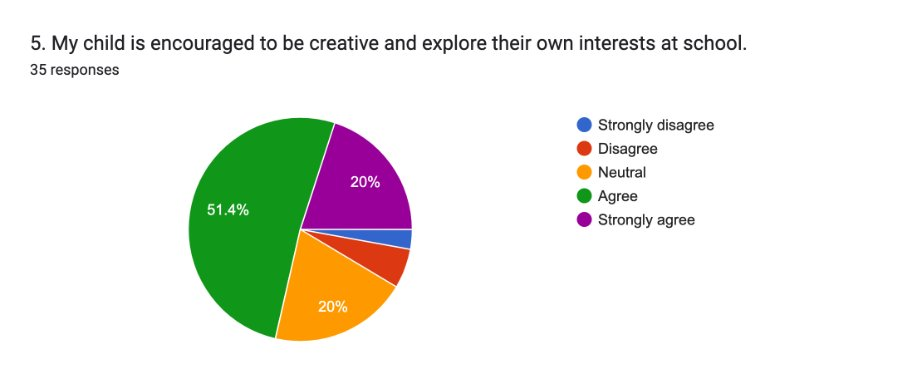 5. My child is encouraged to be creative and explore their own interests at school.
35 responses
Strongly disagree
Disagree
Neutral
Agree
Strongly agree
20%
51.4%
20%